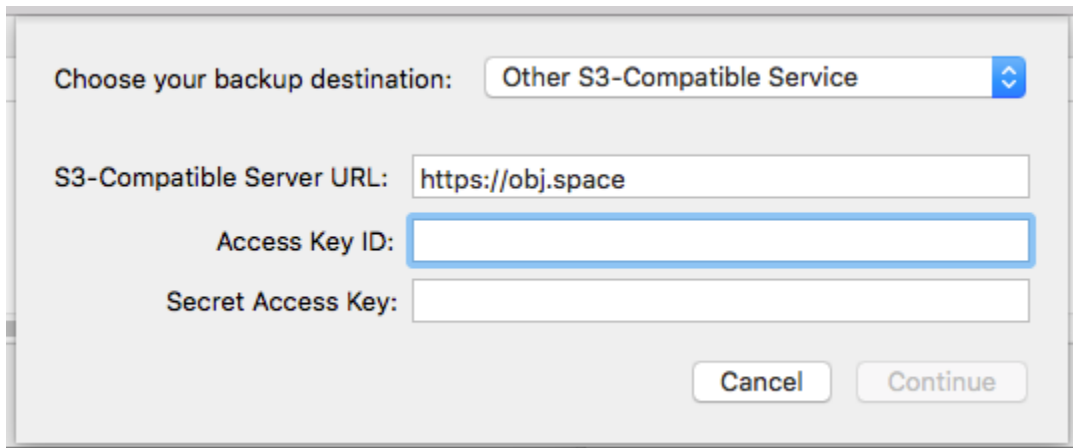 Choose your backup destination: Other S3-Compatible Service
S3-Compatible Server URL: https://obj.space
Access Key ID:
Secret Access Key:
Cancel Continue